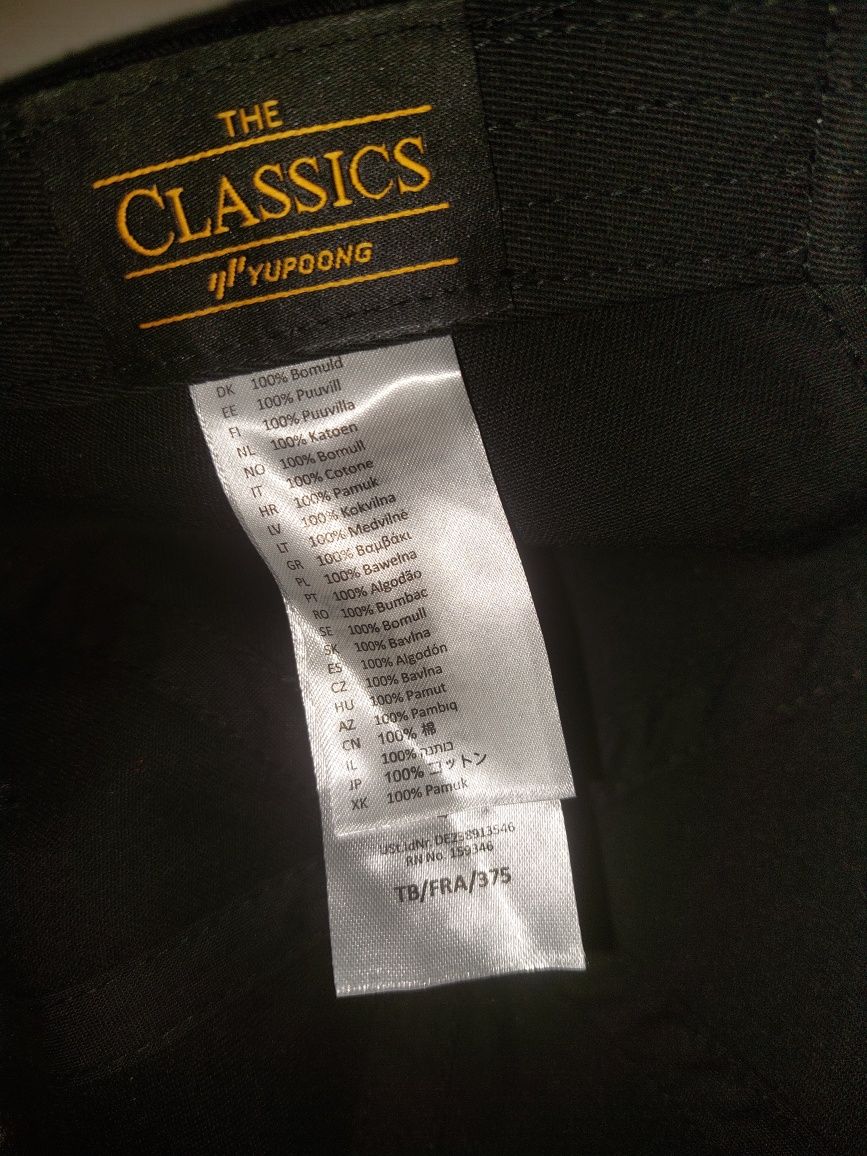 THE
CLASSICS
YUPOONG
DK 100% Bomuld
EE 100% Puuvill
FI 100% Puuvilla
NL 100% Katoen
NO 100% Bomull
IT 100% Cotone
HR 100% Pamuk
LV 100% Kokvilna
LT 100% Medvilnė
GR 100% Βαμβάκι
PL 100% Bawełna
PT 100% Algodão
RO 100% Bumbac
SE 100% Bomull
SK 100% Bavlna
ES 100% Algodón
CZ 100% Bavlna
HU 100% Pamut
AZ 100% Pambıq
CN 100% 棉
IL 100% כותנה
JP 100% コットン
XK 100% Pamuk
USt.IdNr. DE258913546
RN No. 159346
TB/FRA/375